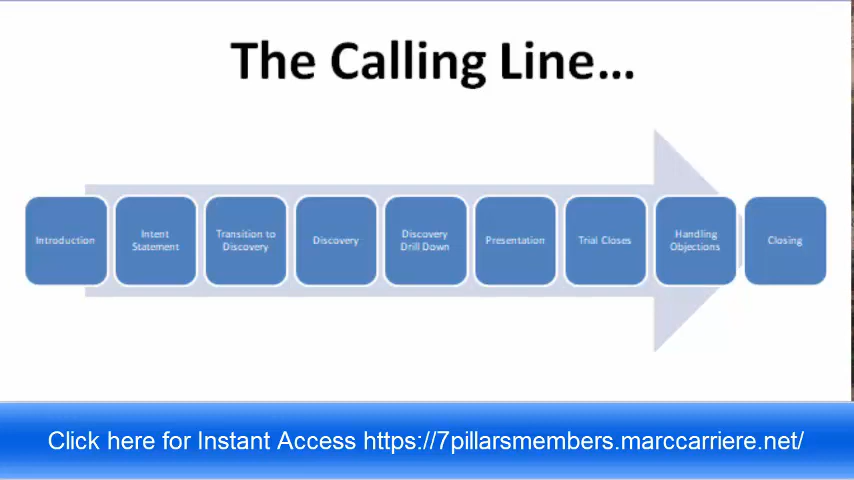 The Calling Line...
Introduction
Intent
Statement
Transition to
Discovery
Discovery
Discovery
Drill Down
Presentation
Trial Closes
Handling
Objections
Closing
Click here for Instant Access https://7pillarsmembers.marccarriere.net/